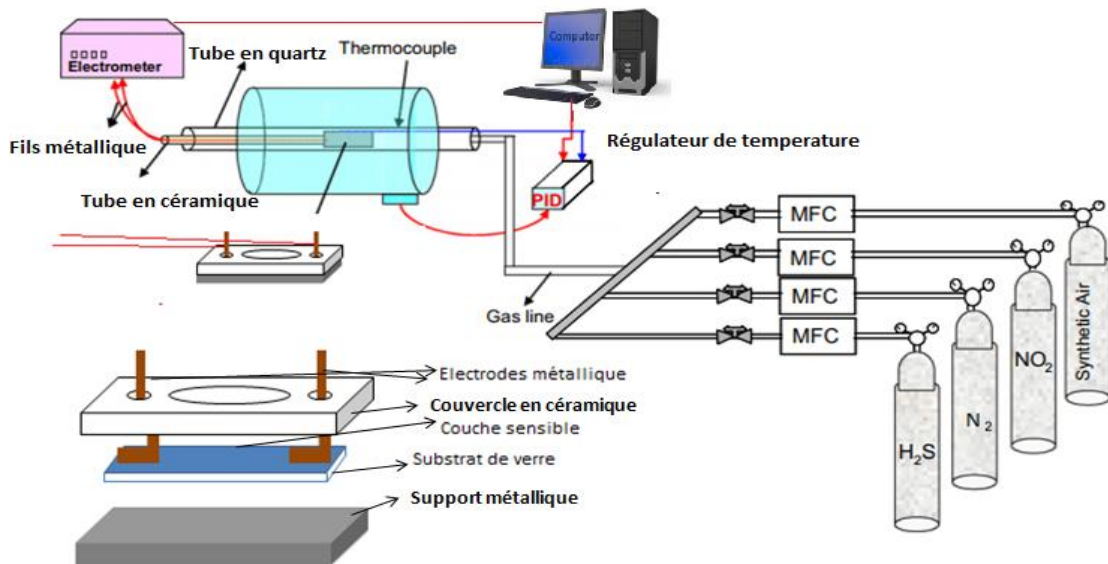 Electrometer
Tube en quartz
Thermocouple
Computer
Fils métallique
Régulateur de temperature
Tube en céramique
PID
MFC
MFC
MFC
MFC
Gas line
Synthetic Air
NO2
N2
H2S
Electrodes métallique
Couvercle en céramique
Couche sensible
Substrat de verre
Support métallique